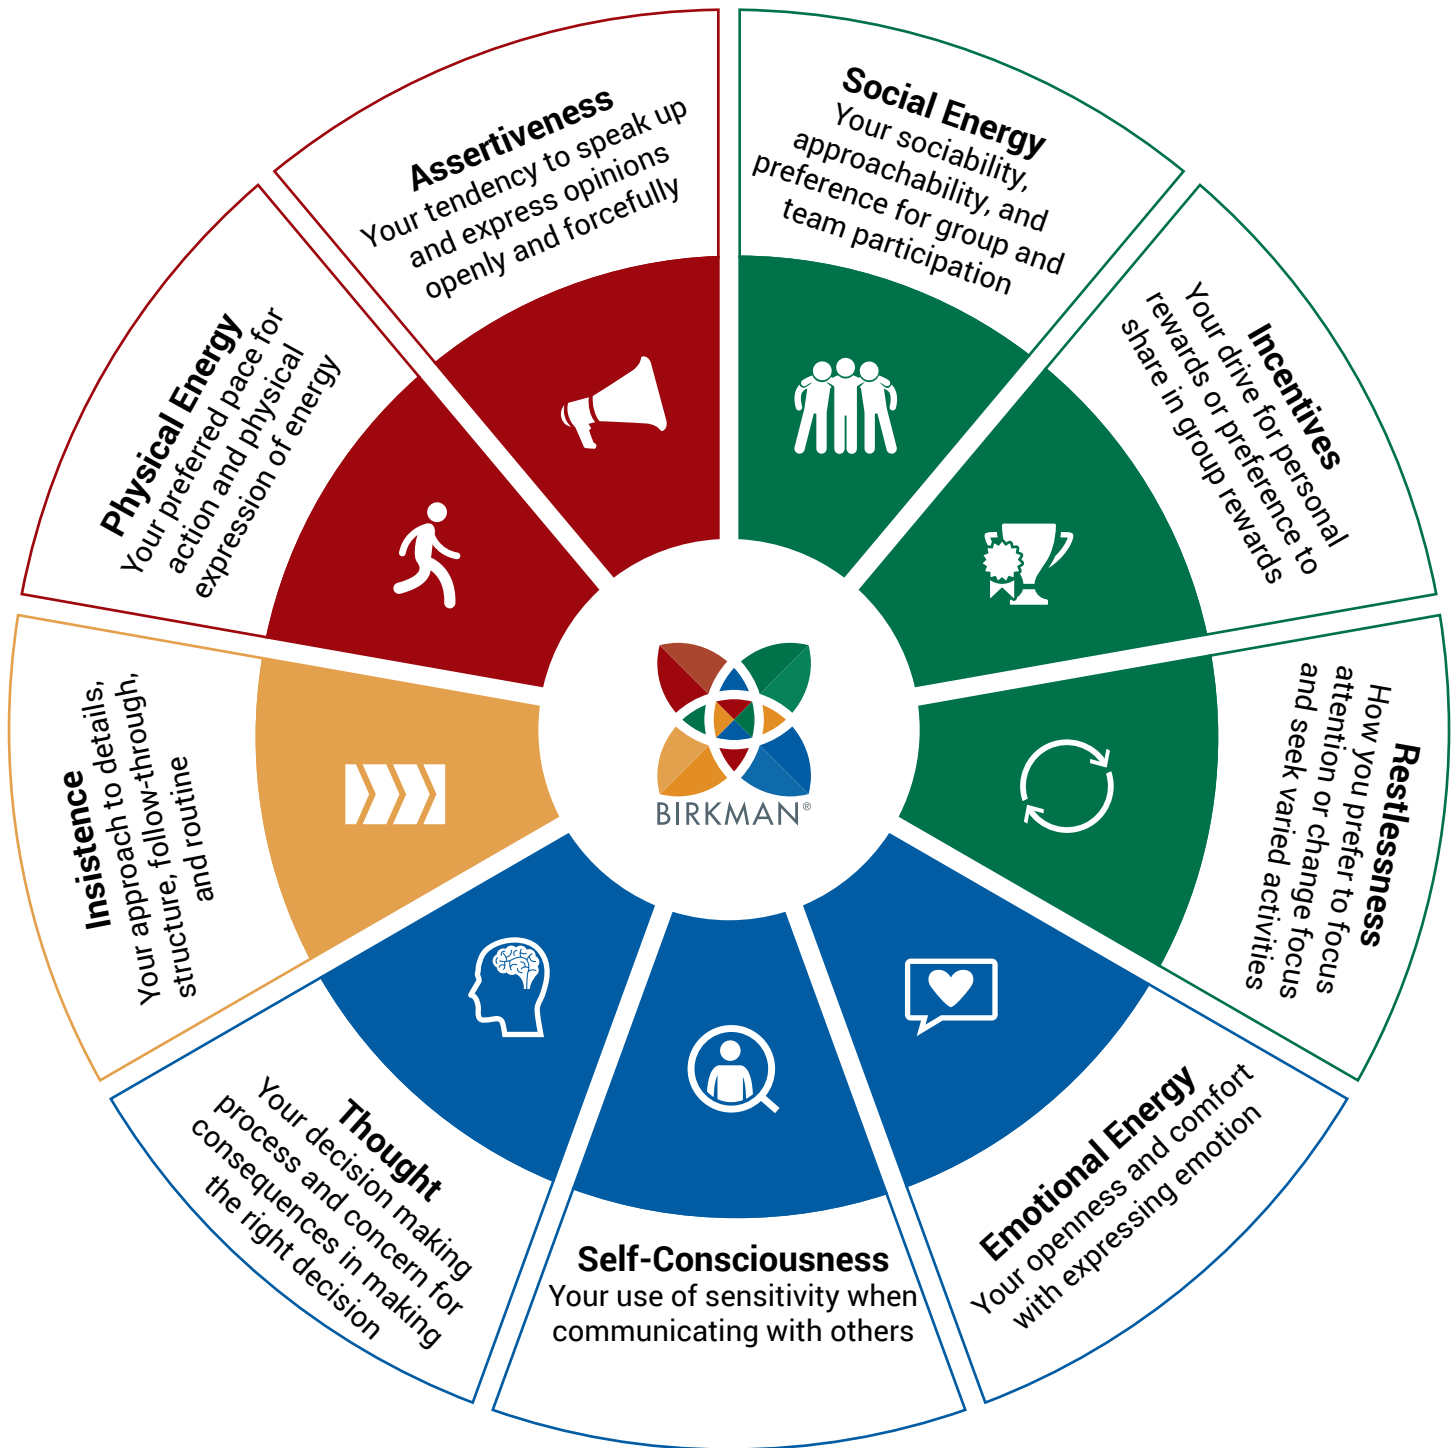 Social Energy
Your sociability,
approachability, and
preference for group and
team participation
Incentives
Your drive for personal
rewards or preference to
share in group rewards
Restlessness
How you prefer to focus
attention or change focus
and seek varied activities
Emotional Energy
Your openness and comfort
with expressing emotion
Self-Consciousness
Your use of sensitivity when
communicating with others
Thought
Your decision making
process and concern for
consequences in making
the right decision
Insistence
Your approach to details,
structure, follow-through,
and routine
Physical Energy
Your preferred pace for
action and physical
expression of energy
Assertiveness
Your tendency to speak up
and express opinions
openly and forcefully
BIRKMAN®